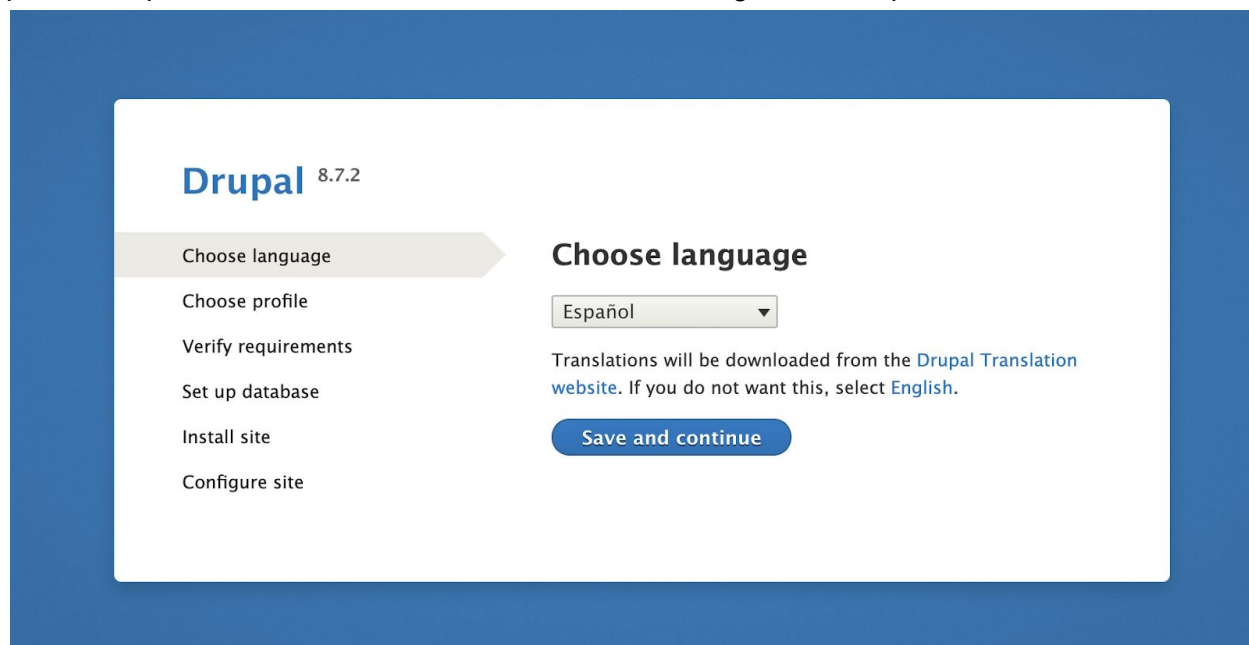 Drupal 8.7.2
Choose language
Choose profile
Verify requirements
Set up database
Install site
Configure site
Choose language
Español
Translations will be downloaded from the Drupal Translation
website. If you do not want this, select English.
Save and continue